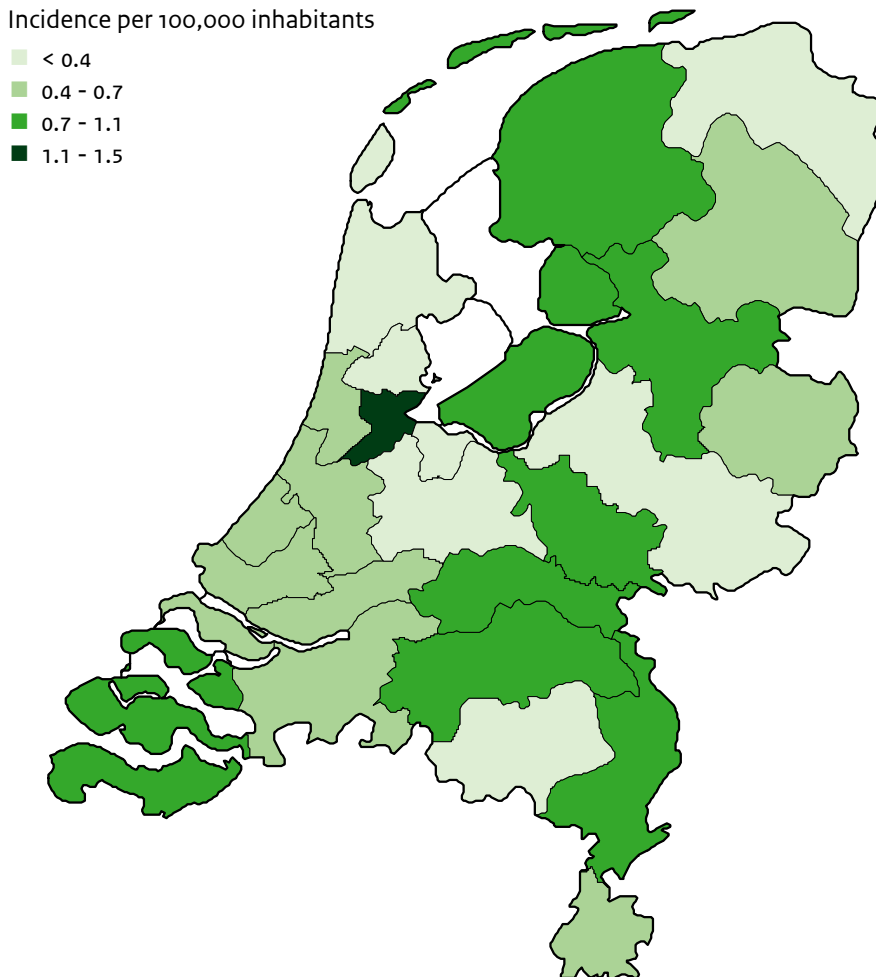 Incidence per 100,000 inhabitants
< 0.4
0.4 - 0.7
0.7 - 1.1
1.1 - 1.5